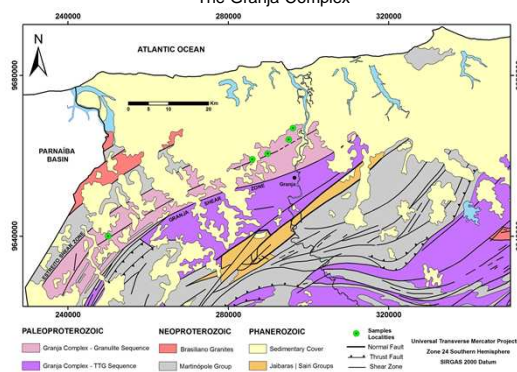 The Granja Complex
240000
280000
320000
ATLANTIC OCEAN
N
9680000
0 5 10 20 Km
PARNAÍBA
BASIN
Granja
ZONE
SHEAR
GRANJA
SHEAR ZONE
9640000
240000
280000
320000
PALEOPROTEROZOIC
NEOPROTEROZOIC
PHANEROZOIC
Samples
Localities
Granja Complex - Granulite Sequence
Brasiliano Granites
Sedimentary Cover
Normal Fault
Universal Transverse Mercator Project
Granja Complex - TTG Sequence
Martinópole Group
Jaibaras | Sairi Groups
Thrust Fault
Zone 24 Southern Hemisphere
Shear Zone
SIRGAS 2000 Datum